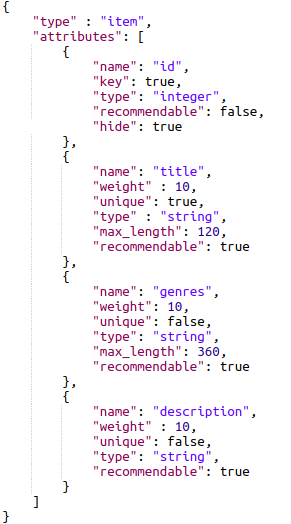 {
    "type" : "item",
    "attributes": [
        {
            "name": "id",
            "key": true,
            "type": "integer",
            "recommendable": false,
            "hide": true
        },
        {
            "name": "title",
            "weight" : 10,
            "unique": true,
            "type" : "string",
            "max_length": 120,
            "recommendable": true
        },
        {
            "name": "genres",
            "weight": 10,
            "unique": false,
            "type": "string",
            "max_length": 360,
            "recommendable": true
        },
        {
            "name": "description",
            "weight" : 10,
            "unique": false,
            "type": "string",
            "recommendable": true
        }
    ]
}